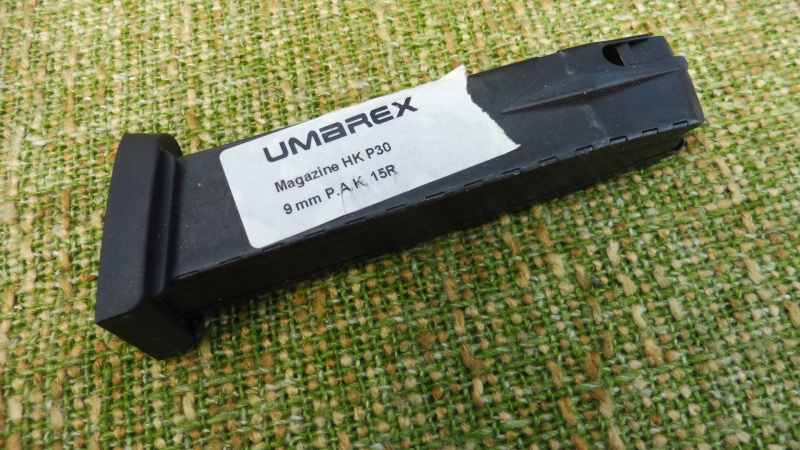 UMAREX
Magazine HK P30
9 mm P.A.K. 15R